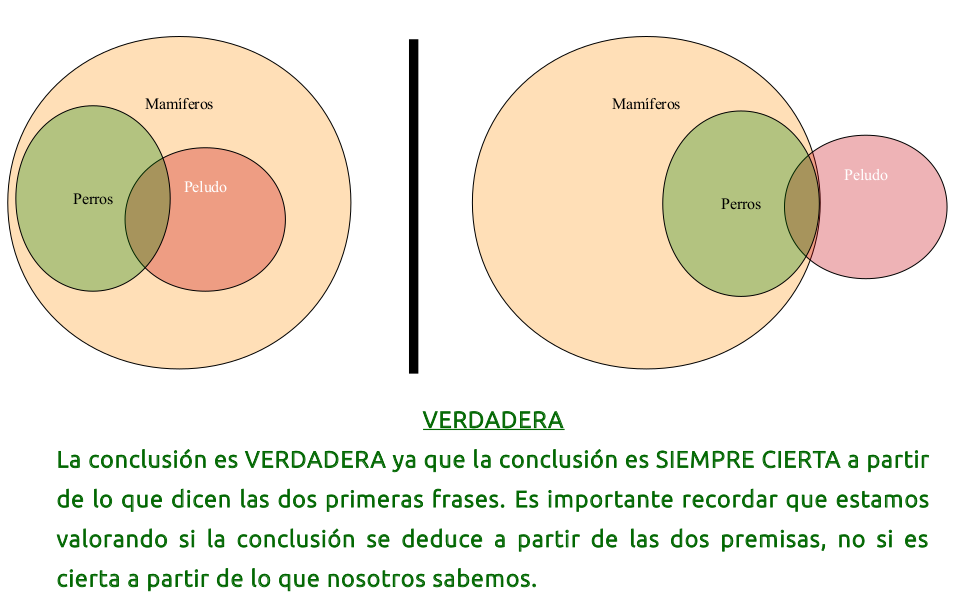 Mamíferos
Perros
Peludo
Mamíferos
Perros
Peludo
VERDADERA
La conclusión es VERDADERA ya que la conclusión es SIEMPRE CIERTA a partir
de lo que dicen las dos primeras frases. Es importante recordar que estamos
valorando si la conclusión se deduce a partir de las dos premisas, no si es
cierta a partir de lo que nosotros sabemos.